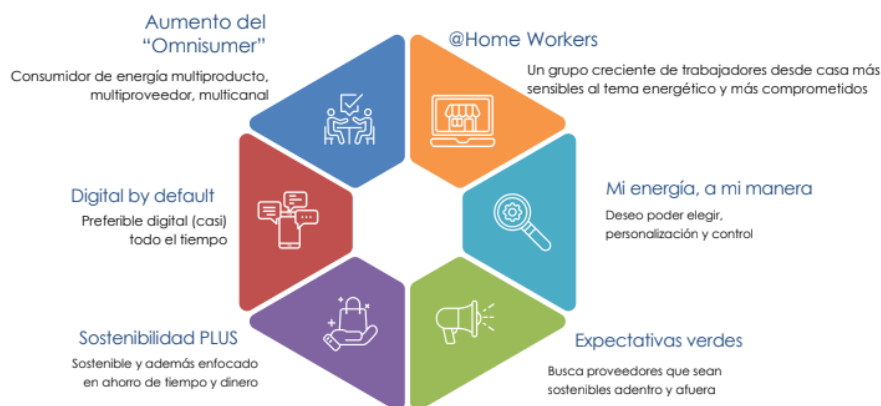 Aumento del
“Omnisumer”
Consumidor de energía multiproducto,
multiproveedor, multicanal
@Home Workers
Un grupo creciente de trabajadores desde casa más
sensibles al tema energético y más comprometidos
Digital by default
Preferible digital (casi)
todo el tiempo
Mi energía, a mi manera
Deseo poder elegir,
personalización y control
Sostenibilidad PLUS
Sostenible y además enfocado
en ahorro de tiempo y dinero
Expectativas verdes
Busca proveedores que sean
sostenibles adentro y afuera